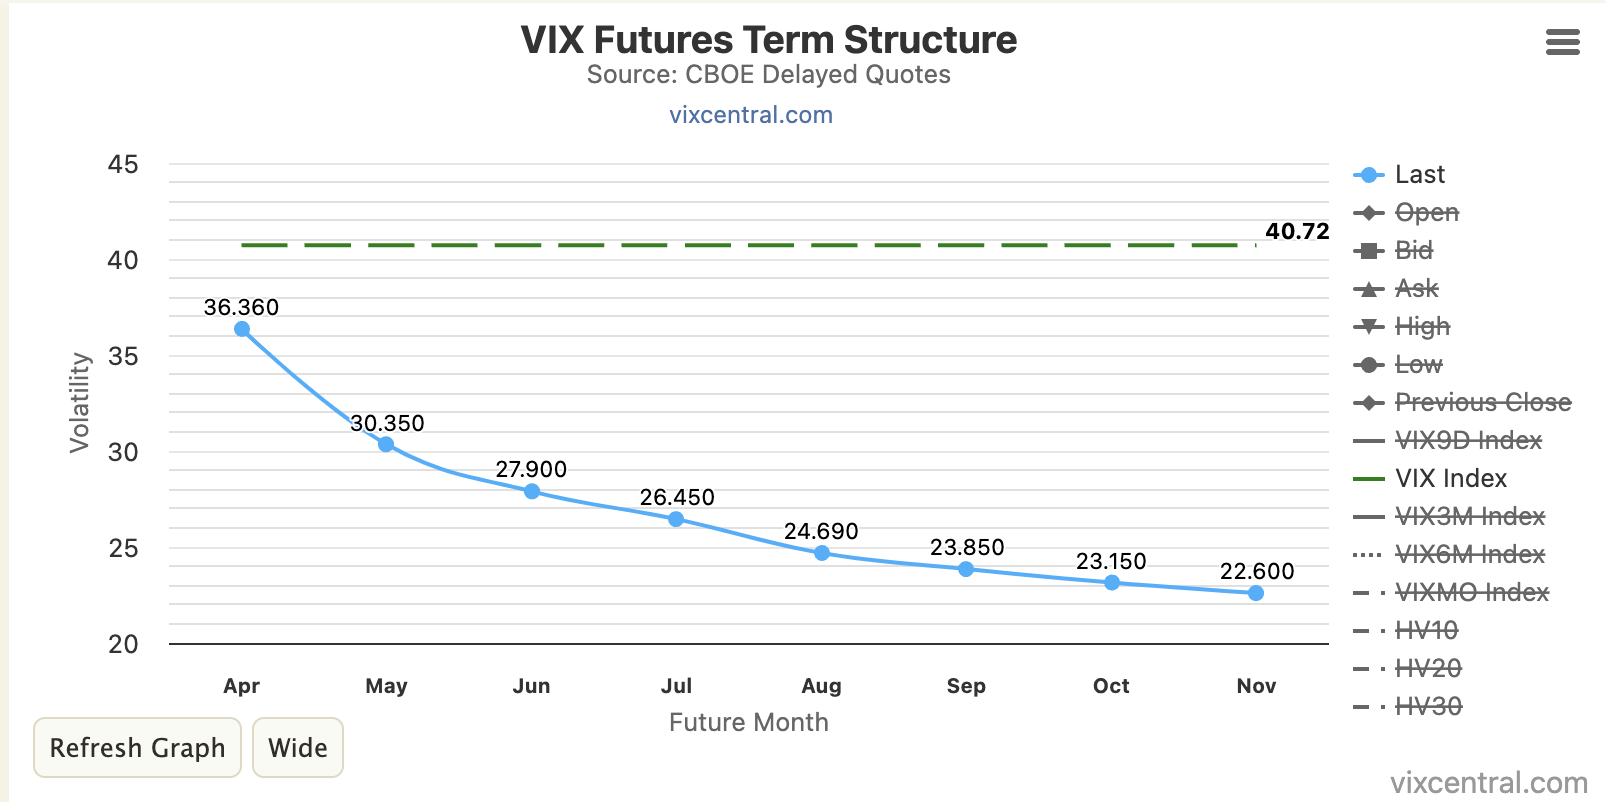 VIX Futures Term Structure
Source: CBOE Delayed Quotes
vixcentral.com
45
40
35
30
25
20
Volatility
40.72
36.360
30.350
27.900
26.450
24.690
23.850
23.150
22.600
Apr May Jun Jul Aug Sep Oct Nov
Future Month
Last
Open
Bid
Ask
High
Low
Previous Close
VIX9D Index
VIX Index
VIX3M Index
VIX6M Index
VIXMO Index
HV10
HV20
HV30
Refresh Graph
Wide
vixcentral.com